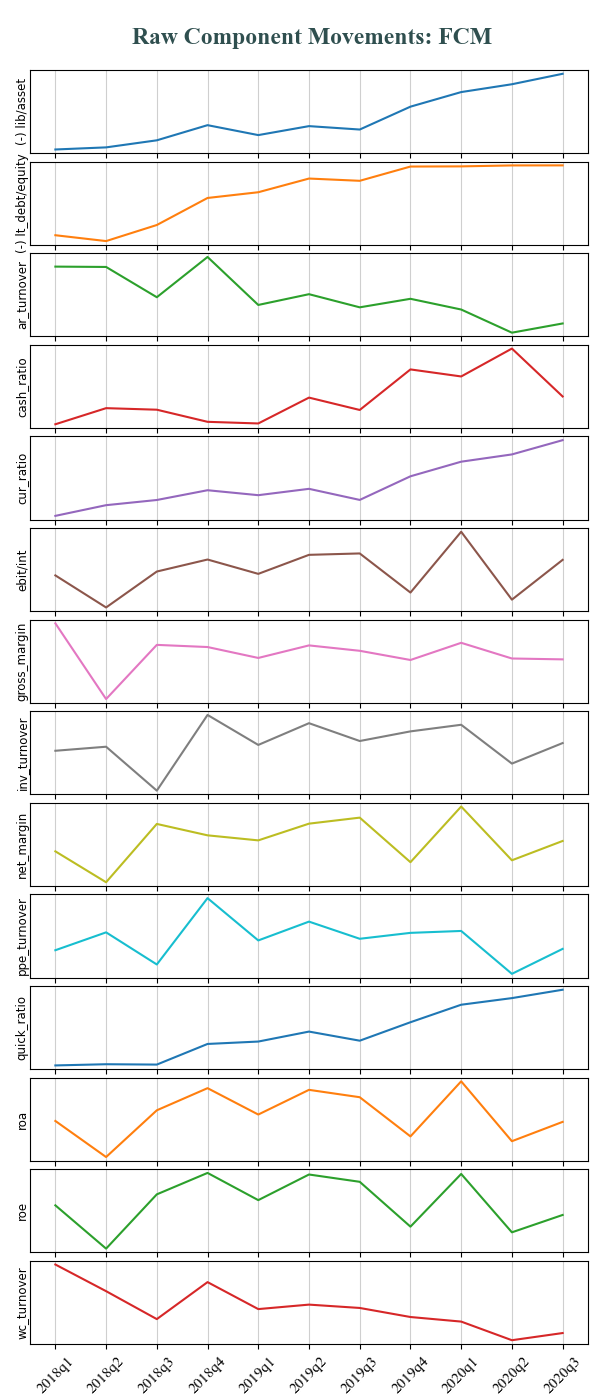 Raw Component Movements: FCM
(-) lib/asset
(-) lt_debt/equity
ar_turnover
cash_ratio
cur_ratio
ebit/int
gross_margin
inv_turnover
net_margin
ppe_turnover
quick_ratio
roa
roe
wc_turnover
2018q1 2018q2 2018q3 2018q4 2019q1 2019q2 2019q3 2019q4 2020q1 2020q2 2020q3